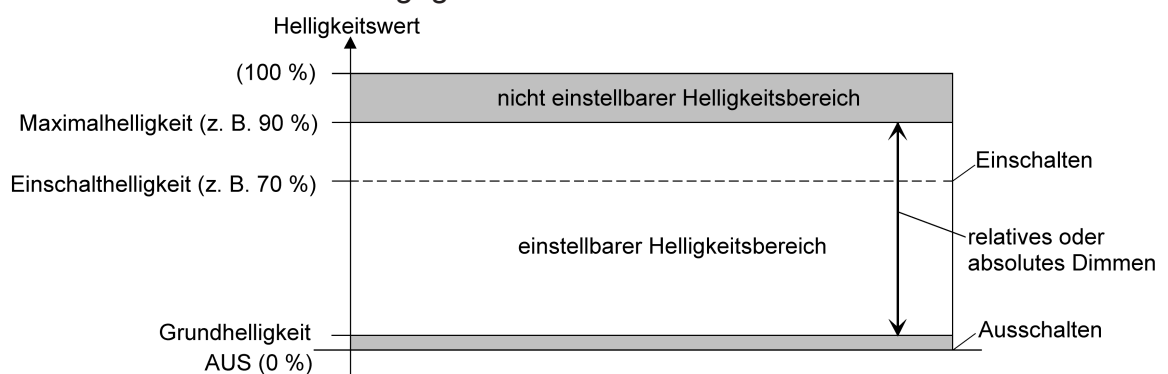 Helligkeitswert
(100 %)
nicht einstellbarer Helligkeitsbereich
Maximalhelligkeit (z. B. 90 %)
Einschalten
Einschalthelligkeit (z. B. 70 %)
relatives oder
absolutes Dimmen
einstellbarer Helligkeitsbereich
Grundhelligkeit
Ausschalten
AUS (0 %)